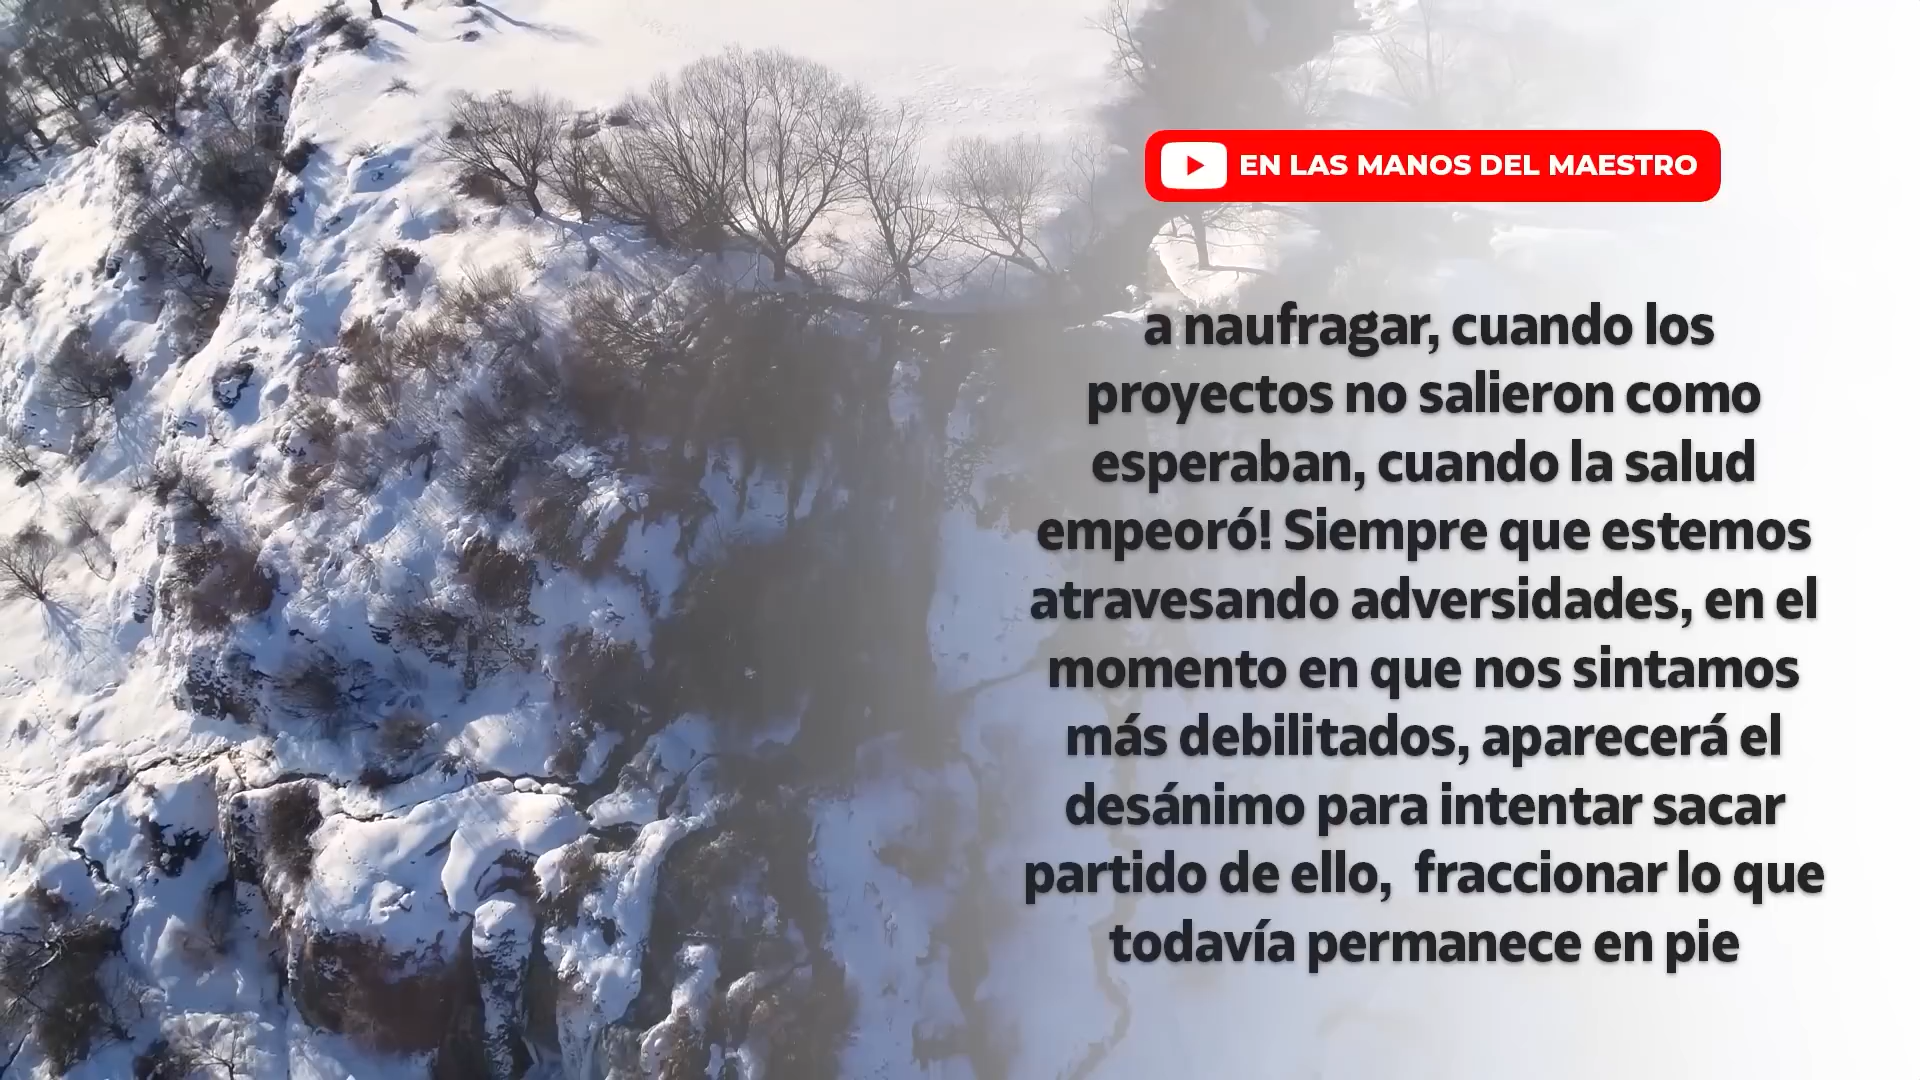 EN LAS MANOS DEL MAESTRO
a naufragar, cuando los
proyectos no salieron como
esperaban, cuando la salud
empeoró! Siempre que estemos
atravesando adversidades, en el
momento en que nos sintamos
más debilitados, aparecerá el
desánimo para intentar sacar
partido de ello,  fraccionar lo que
todavía permanece en pie